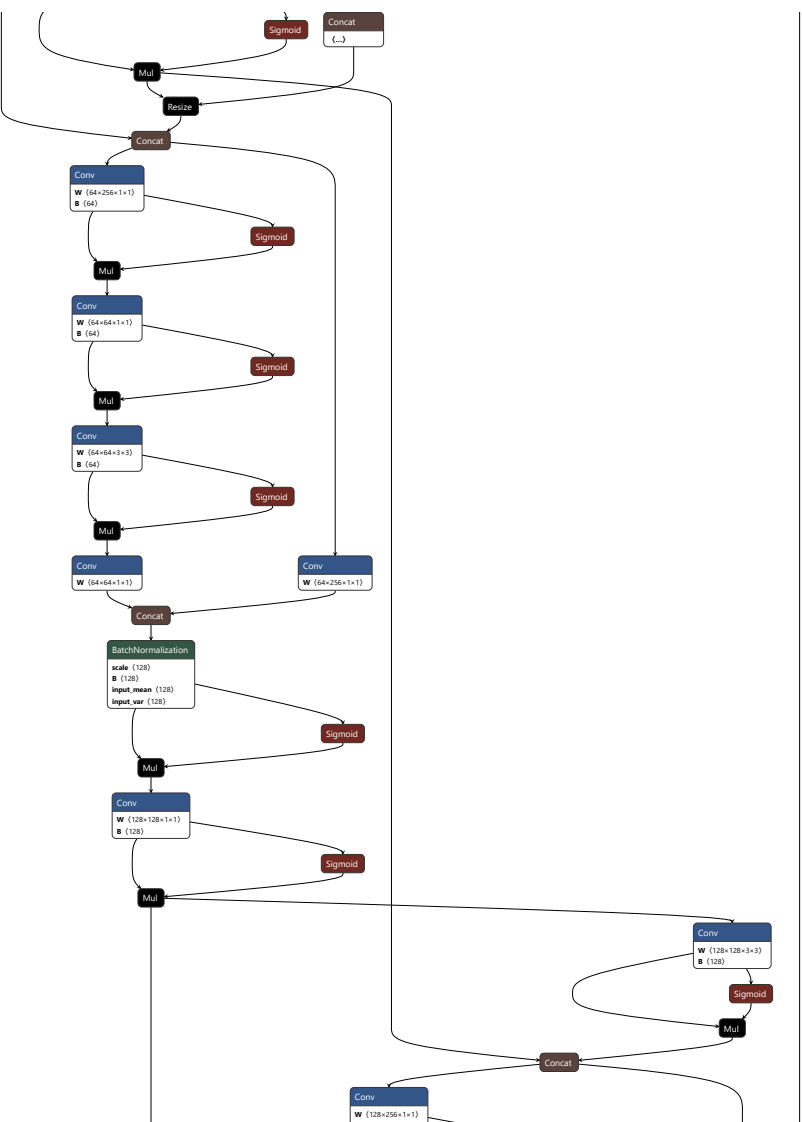 Sigmoid
Concat
{...}
Mul
Resize
Concat
Conv
W ⟨64×256×1×1⟩
B ⟨64⟩
Sigmoid
Mul
Conv
W ⟨64×64×1×1⟩
B ⟨64⟩
Sigmoid
Mul
Conv
W ⟨64×64×3×3⟩
B ⟨64⟩
Sigmoid
Mul
Conv
W ⟨64×64×1×1⟩
Conv
W ⟨64×256×1×1⟩
Concat
BatchNormalization
scale ⟨128⟩
B ⟨128⟩
input_mean ⟨128⟩
input_var ⟨128⟩
Sigmoid
Mul
Conv
W ⟨128×128×1×1⟩
B ⟨128⟩
Sigmoid
Mul
Conv
W ⟨128×128×3×3⟩
B ⟨128⟩
Sigmoid
Mul
Concat
Conv
W ⟨128×256×1×1⟩